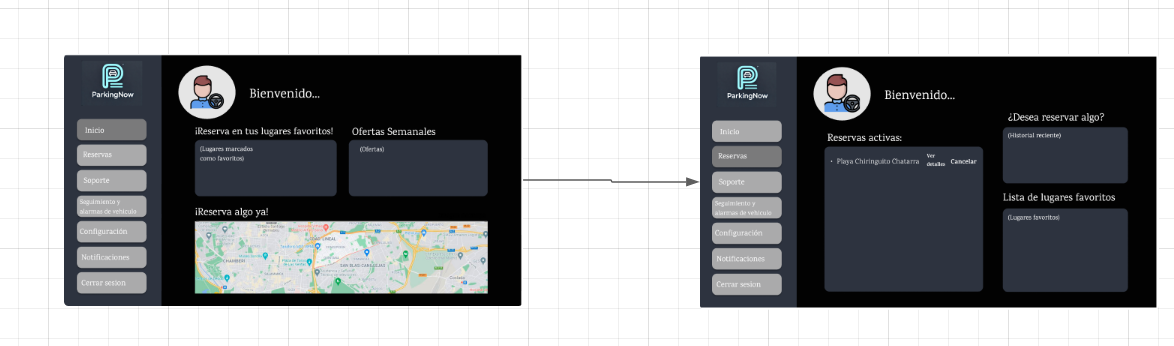 ParkingNow
Bienvenido...
Inicio
Reservas
Soporte
Seguimiento y
alarmas de vehiculo
Configuración
Notificaciones
Cerrar sesion
¡Reserva en tus lugares favoritos!
(Lugares marcados
como favoritos)
Ofertas Semanales
(Ofertas)
¡Reserva algo ya!
CHAMBERÍ
ParkingNow
Bienvenido...
Inicio
Reservas
Soporte
Seguimiento y
alarmas de vehiculo
Configuración
Notificaciones
Cerrar sesion
Reservas activas:
• Playa Chiringuito Chatarra
Ver
detalles
Cancelar
¿Desea reservar algo?
(Historial reciente)
Lista de lugares favoritos
(Lugares favoritos)